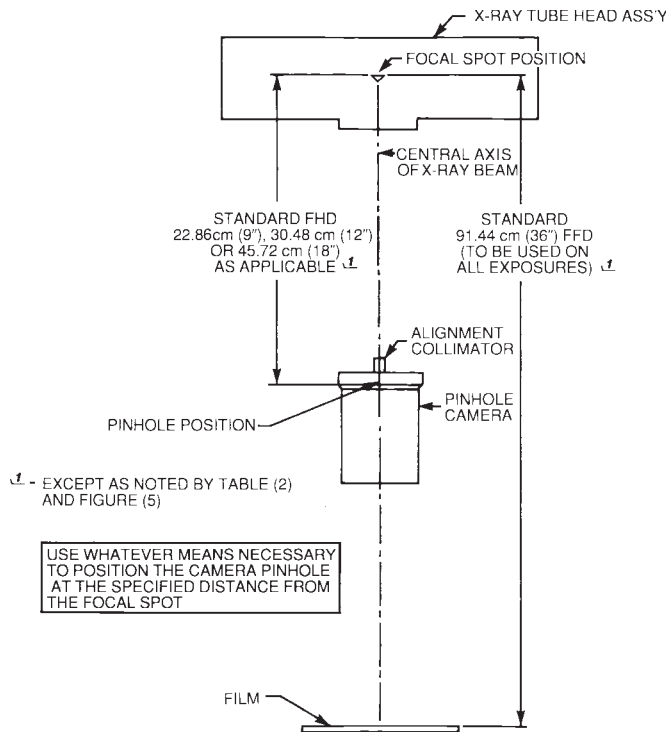 X-RAY TUBE HEAD ASS'Y
FOCAL SPOT POSITION
CENTRAL AXIS
OF X-RAY BEAM
STANDARD FHD
22.86cm (9"), 30.48 cm (12")
OR 45.72 cm (18")
AS APPLICABLE 1
STANDARD
91.44 cm (36") FFD
(TO BE USED ON
ALL EXPOSURES) 1
ALIGNMENT
COLLIMATOR
PINHOLE
CAMERA
PINHOLE POSITION
1 - EXCEPT AS NOTED BY TABLE (2)
AND FIGURE (5)
USE WHATEVER MEANS NECESSARY
TO POSITION THE CAMERA PINHOLE
AT THE SPECIFIED DISTANCE FROM
THE FOCAL SPOT
FILM